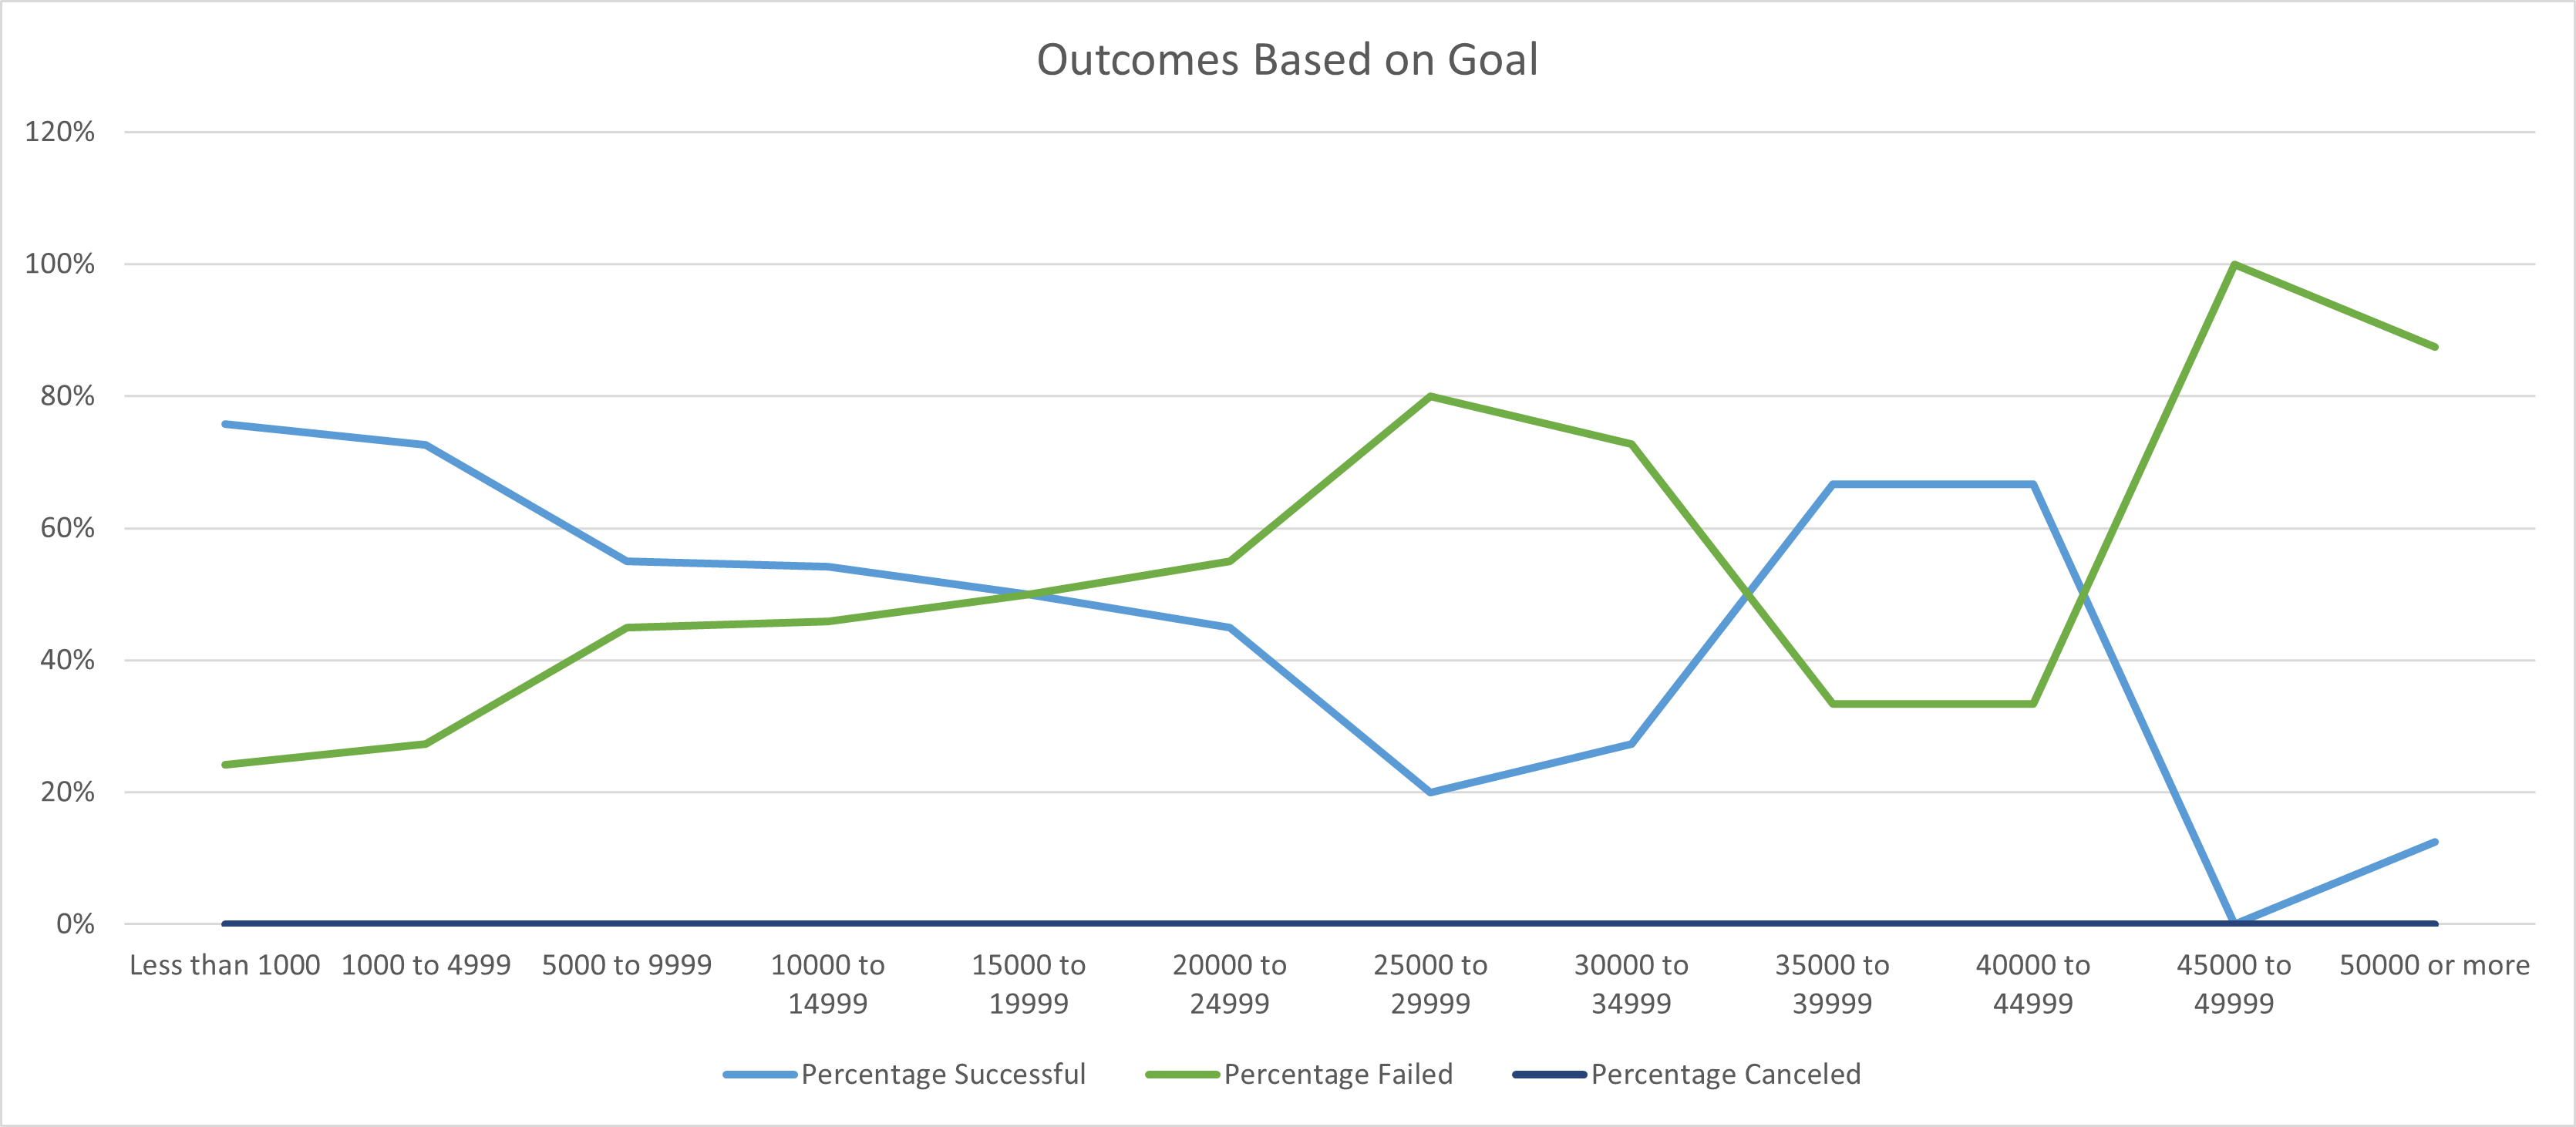 Outcomes Based on Goal
120%
100%
80%
60%
40%
20%
0%
Less than 1000
1000 to 4999
5000 to 9999
10000 to
14999
15000 to
19999
20000 to
24999
25000 to
29999
30000 to
34999
35000 to
39999
40000 to
44999
45000 to
49999
50000 or more
Percentage Successful
Percentage Failed
Percentage Canceled